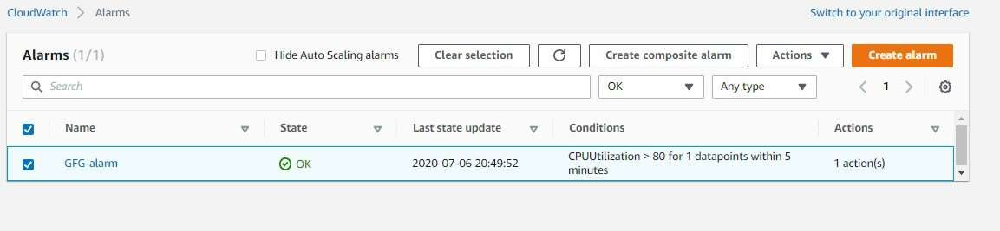 CloudWatch > Alarms Switch to your original interface
Alarms (1/1) Hide Auto Scaling alarms Clear selection Create composite alarm Actions Create alarm
Search OK Any type 1
Name State Last state update Conditions Actions
GFG-alarm OK 2020-07-06 20:49:52 CPUUtilization > 80 for 1 datapoints within 5 1 action(s)
minutes